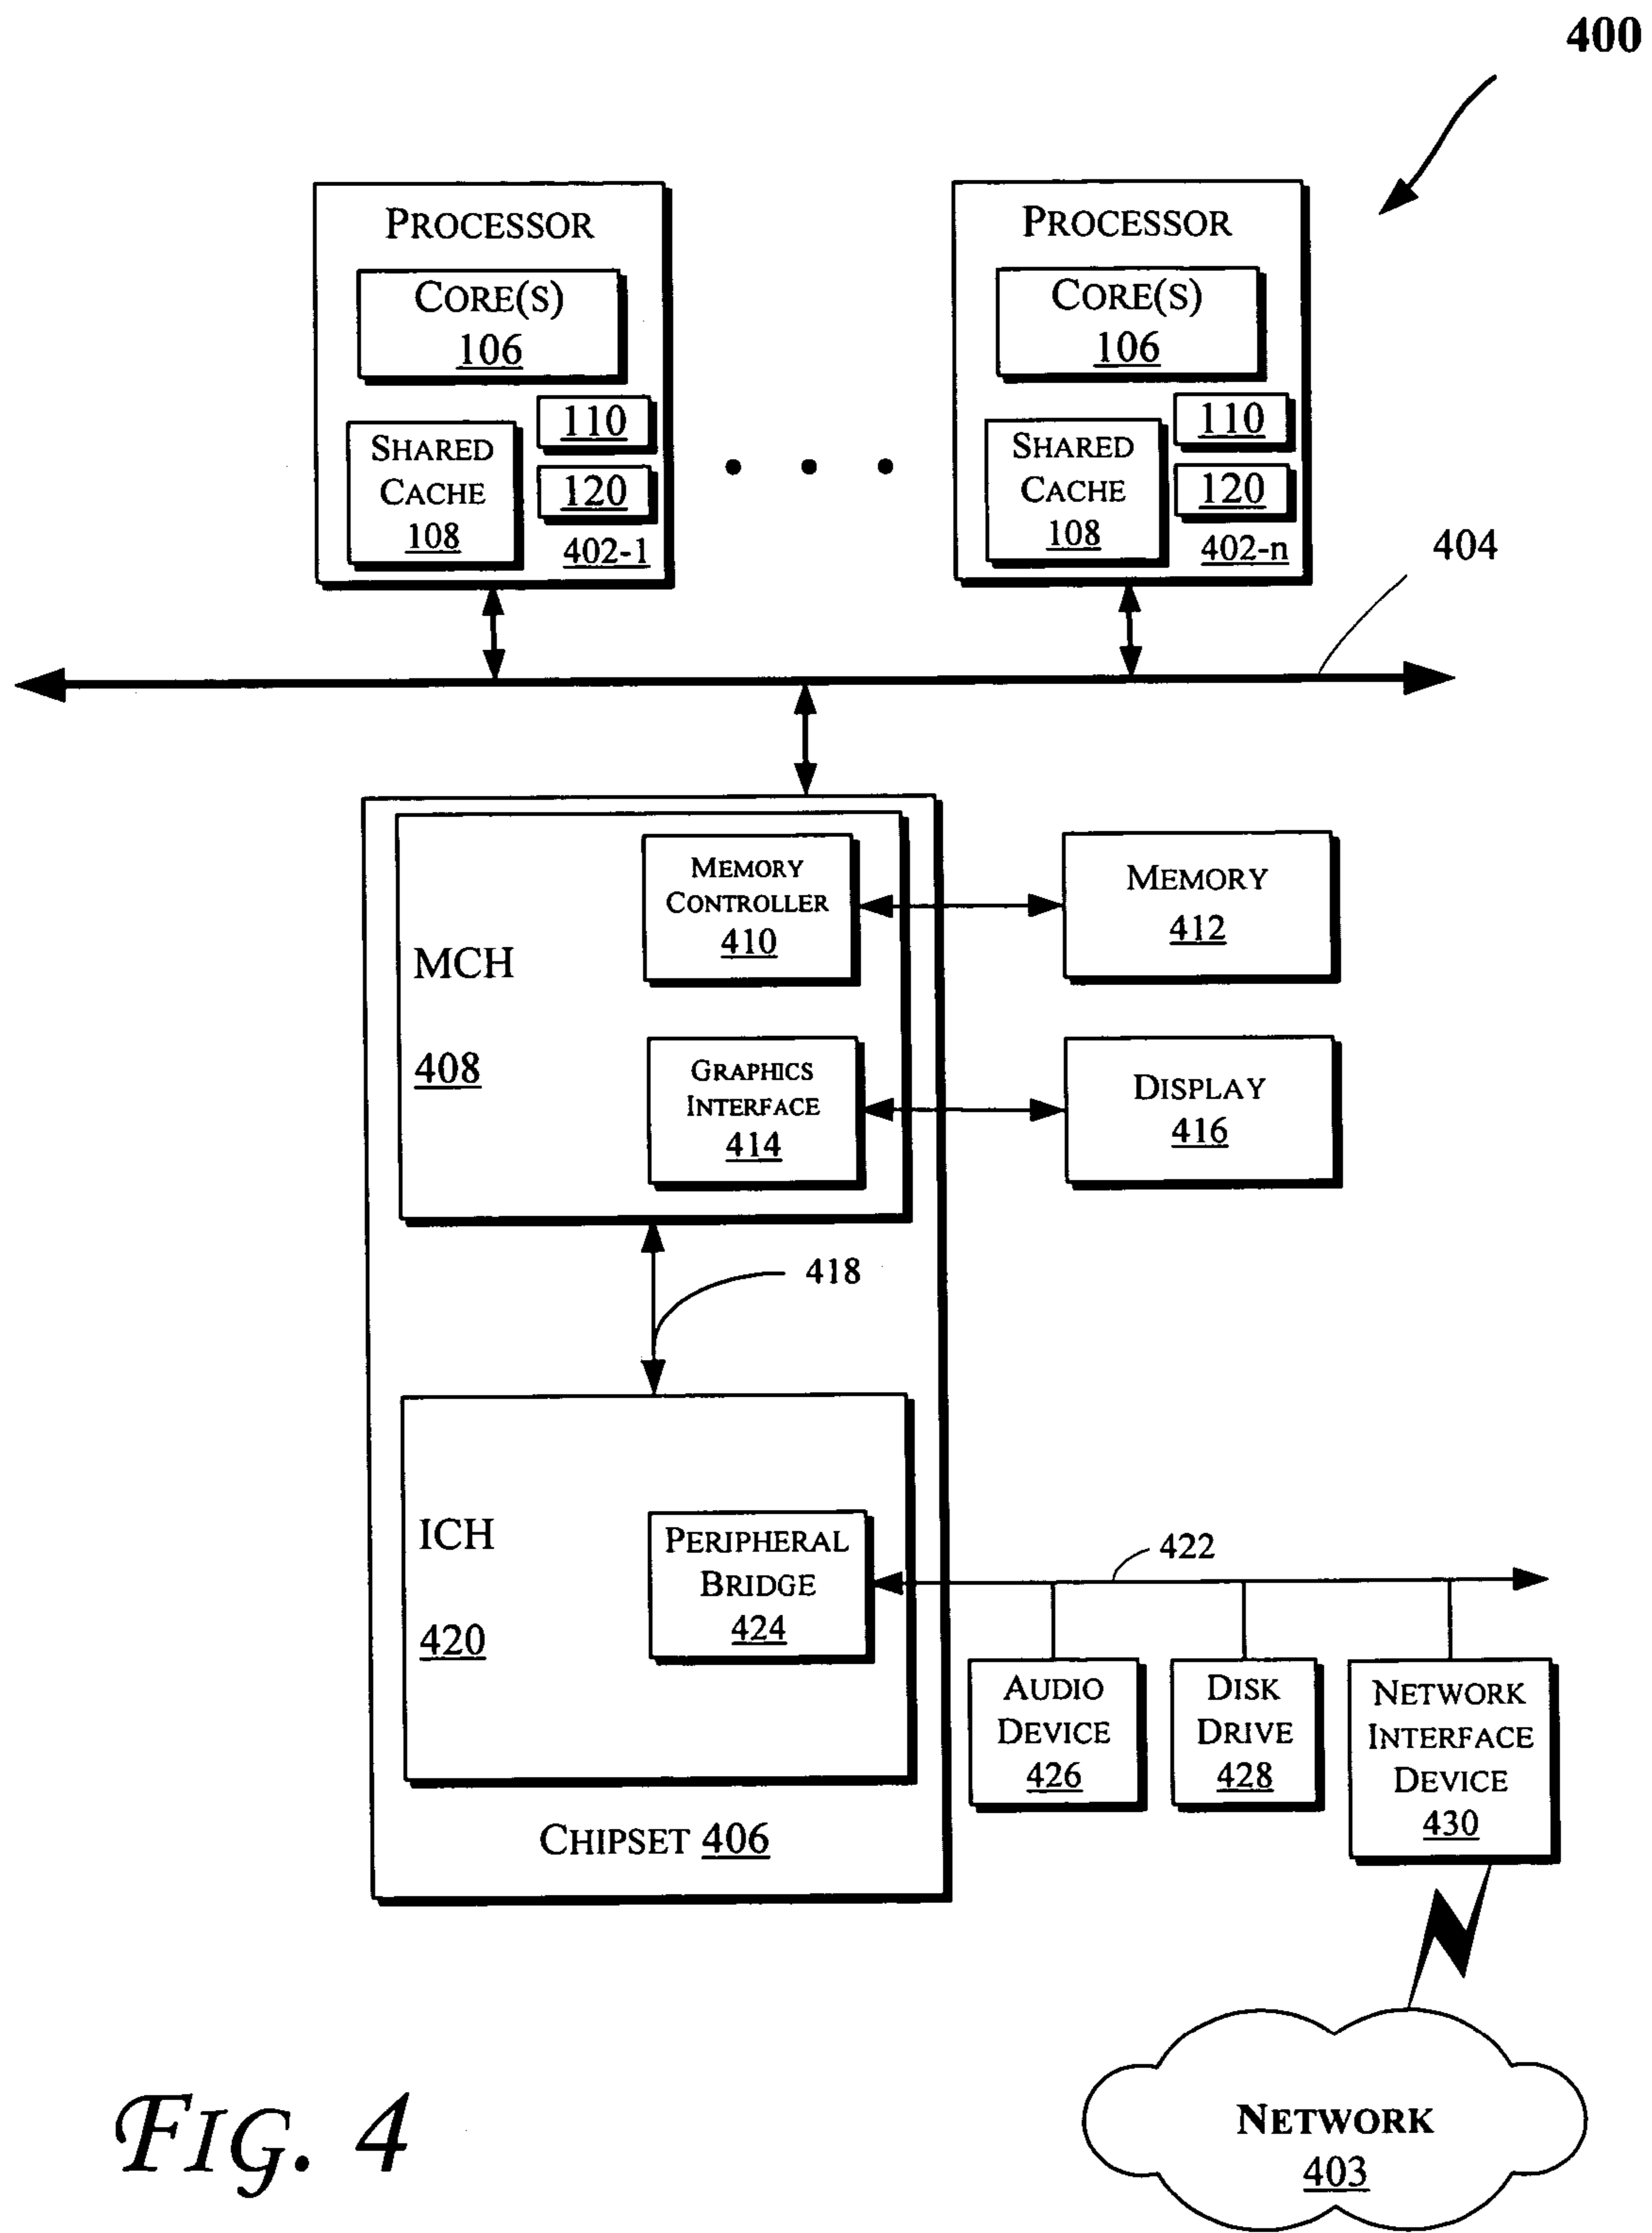 400
PROCESSOR
CORE(S)
106
110
SHARED
CACHE
108
120
402-1
PROCESSOR
CORE(S)
106
110
SHARED
CACHE
108
120
402-n
404
MCH
408
MEMORY
CONTROLLER
410
MEMORY
412
GRAPHICS
INTERFACE
414
DISPLAY
416
418
ICH
420
PERIPHERAL
BRIDGE
424
422
AUDIO
DEVICE
426
DISK
DRIVE
428
NETWORK
INTERFACE
DEVICE
430
CHIPSET 406
NETWORK
403
FIG. 4